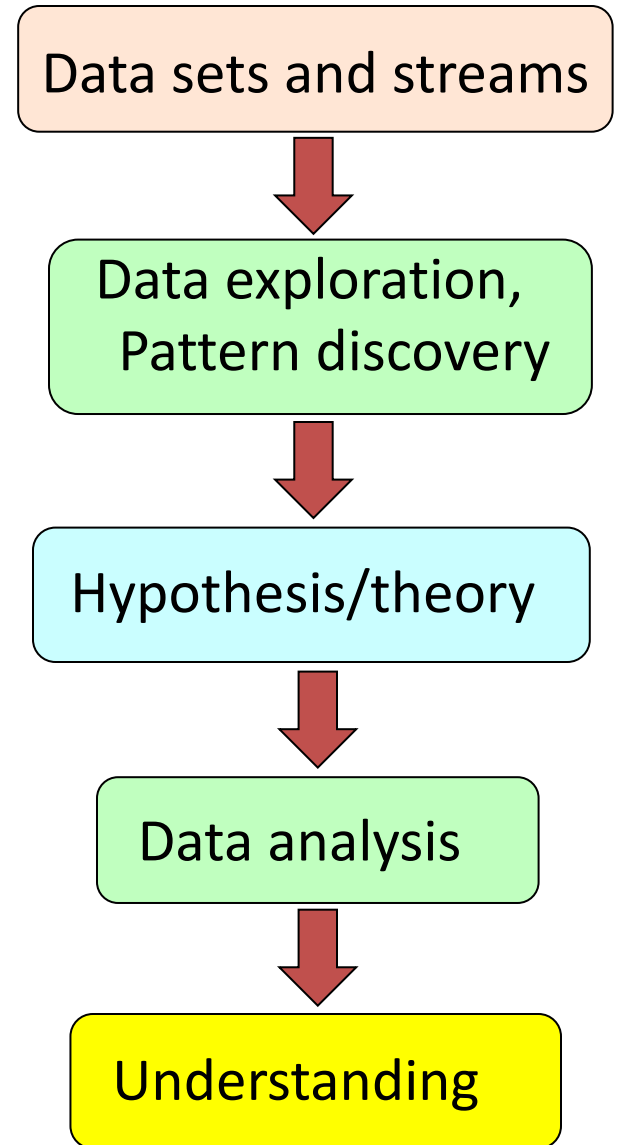 Data sets and streams
Data exploration,
Pattern discovery
Hypothesis/theory
Data analysis
Understanding